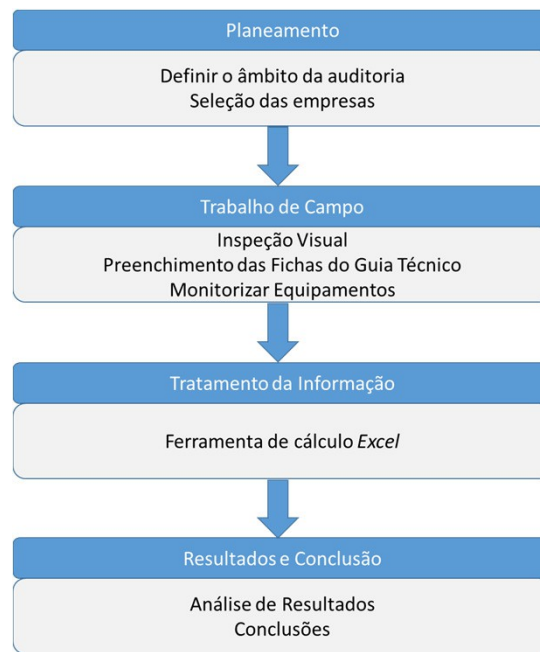 Planeamento
Definir o âmbito da auditoria
Seleção das empresas
Trabalho de Campo
Inspeção Visual
Preenchimento das Fichas do Guia Técnico
Monitorizar Equipamentos
Tratamento da Informação
Ferramenta de cálculo Excel
Resultados e Conclusão
Análise de Resultados
Conclusões